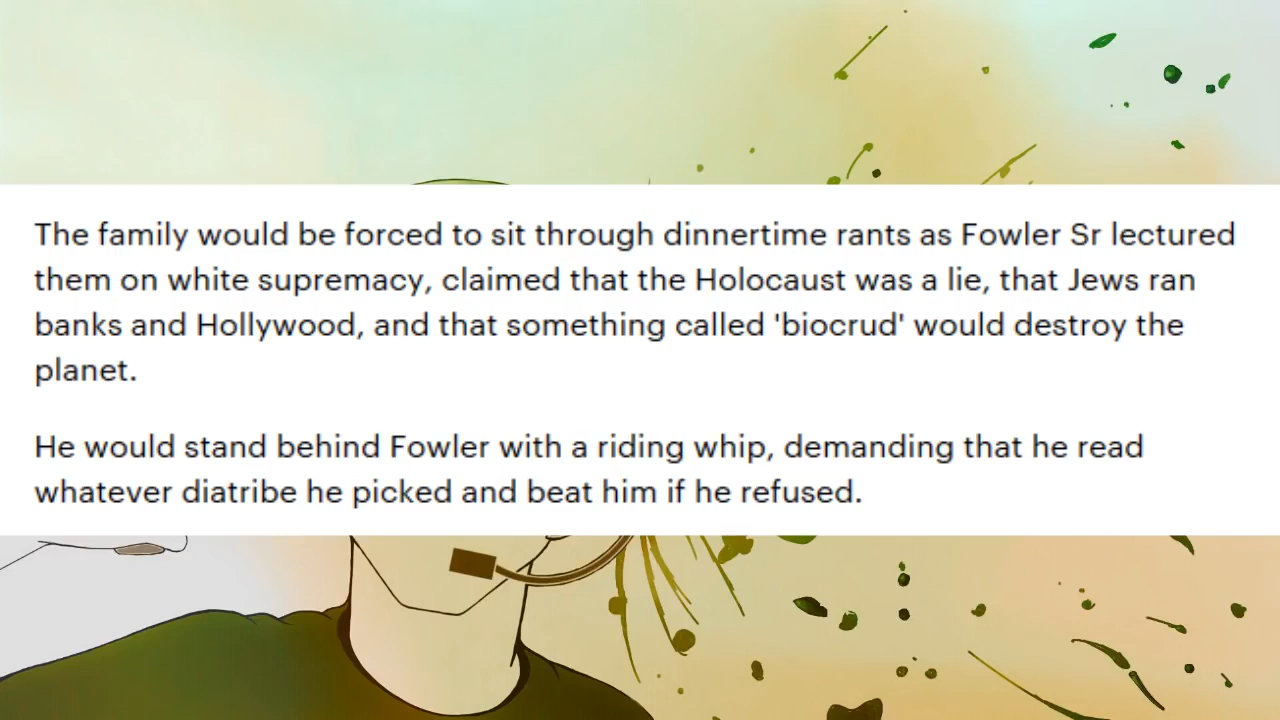 The family would be forced to sit through dinnertime rants as Fowler Sr lectured
them on white supremacy, claimed that the Holocaust was a lie, that Jews ran
banks and Hollywood, and that something called 'biocrud' would destroy the
planet.
He would stand behind Fowler with a riding whip, demanding that he read
whatever diatribe he picked and beat him if he refused.